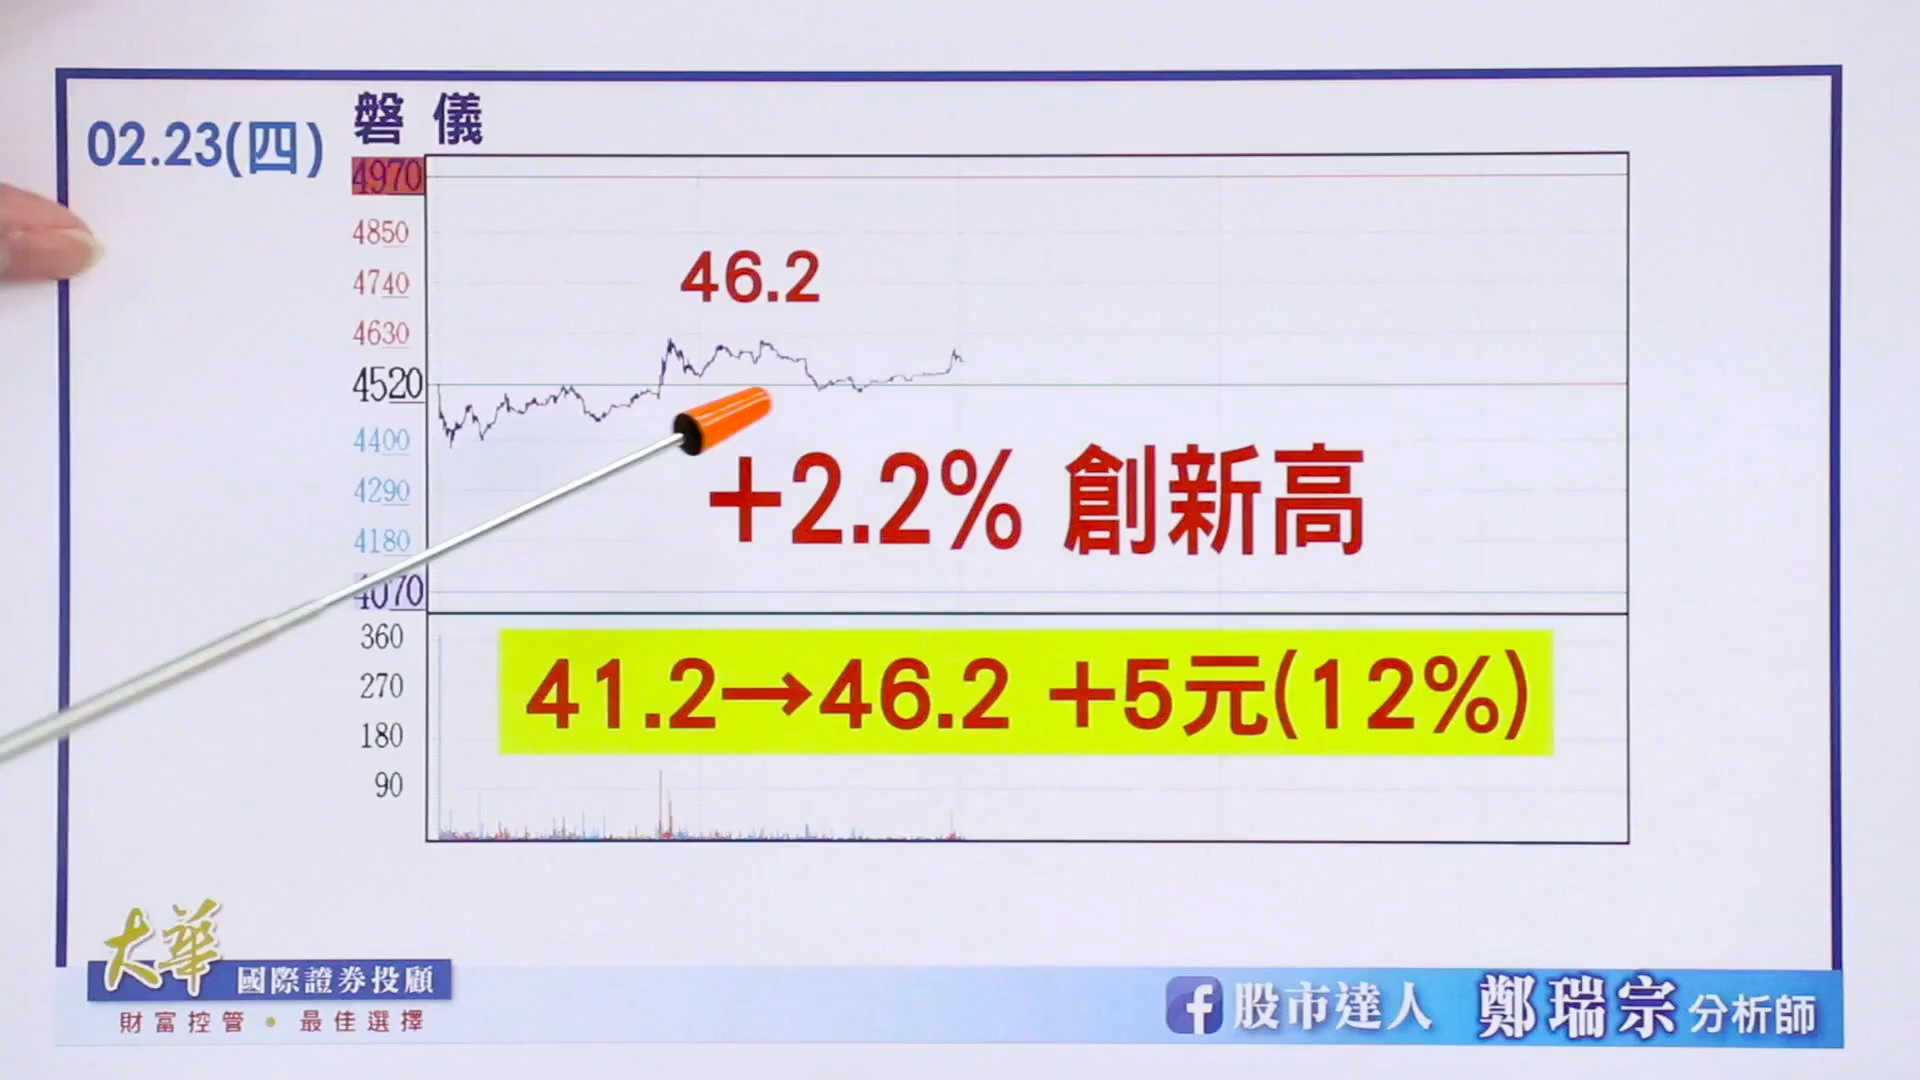 02.23(四)
磐儀
4970
4850
4740
4630
4520
4400
4290
4180
4070
46.2
+2.2% 創新高
360
270
180
90
41.2→46.2 +5元(12%)
大華 國際證券投顧
財富控管・最佳選擇
f 股市達人 鄭瑞宗 分析師